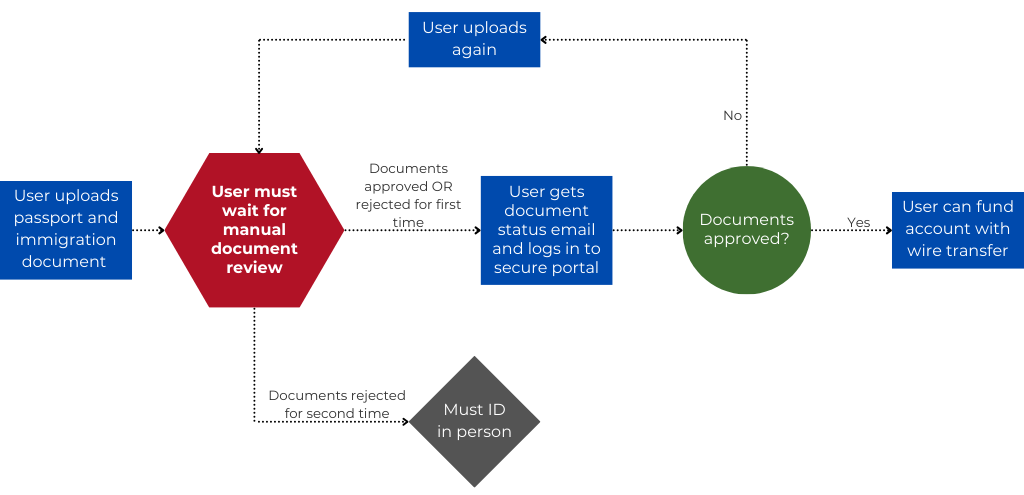 User uploads
again
No
Documents
approved OR
rejected for first
time
User uploads
passport and
immigration
document
User must
wait for
manual
document
review
User gets
document
status email
and logs in to
secure portal
Documents
approved?
Yes
User can fund
account with
wire transfer
Documents rejected
for second time
Must ID
in person